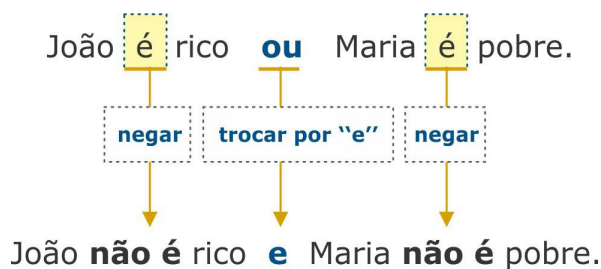 João é rico ou Maria é pobre.
negar trocar por ‘‘e’’ negar
João não é rico e Maria não é pobre.